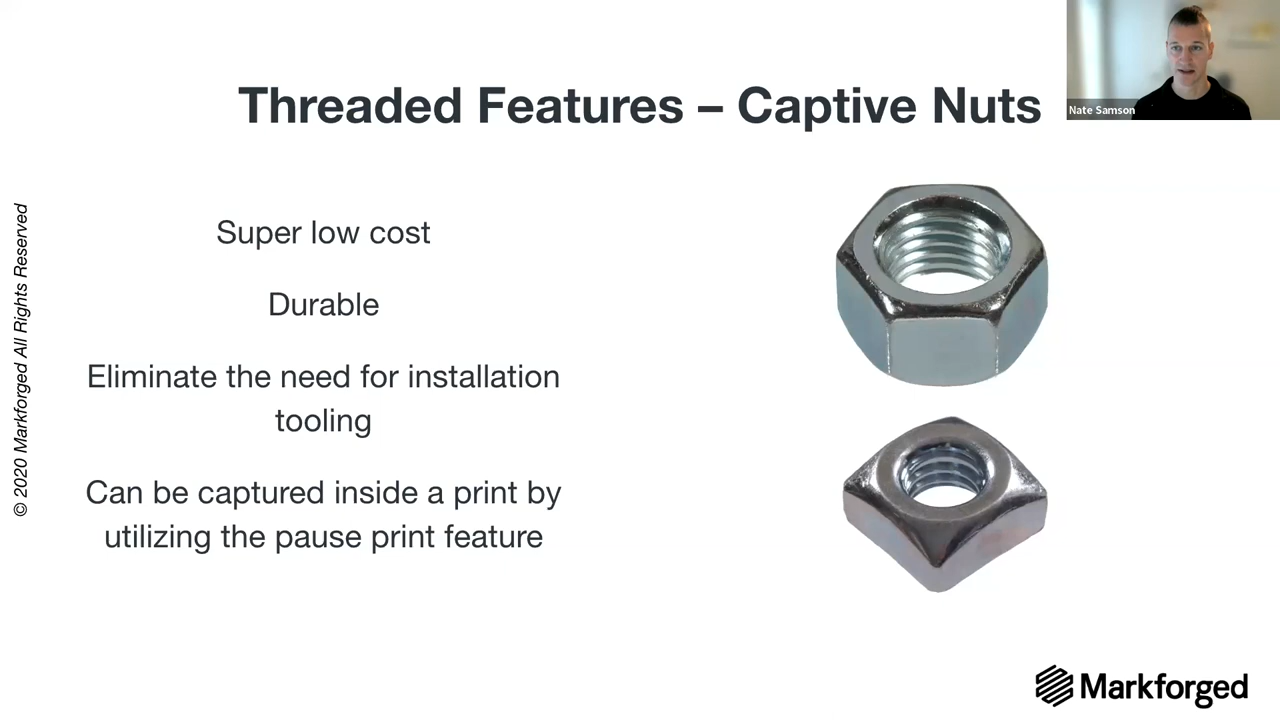 Threaded Features – Captive Nuts
Nate Samson
© 2020 Markforged All Rights Reserved
Super low cost
Durable
Eliminate the need for installation
tooling
Can be captured inside a print by
utilizing the pause print feature
Markforged